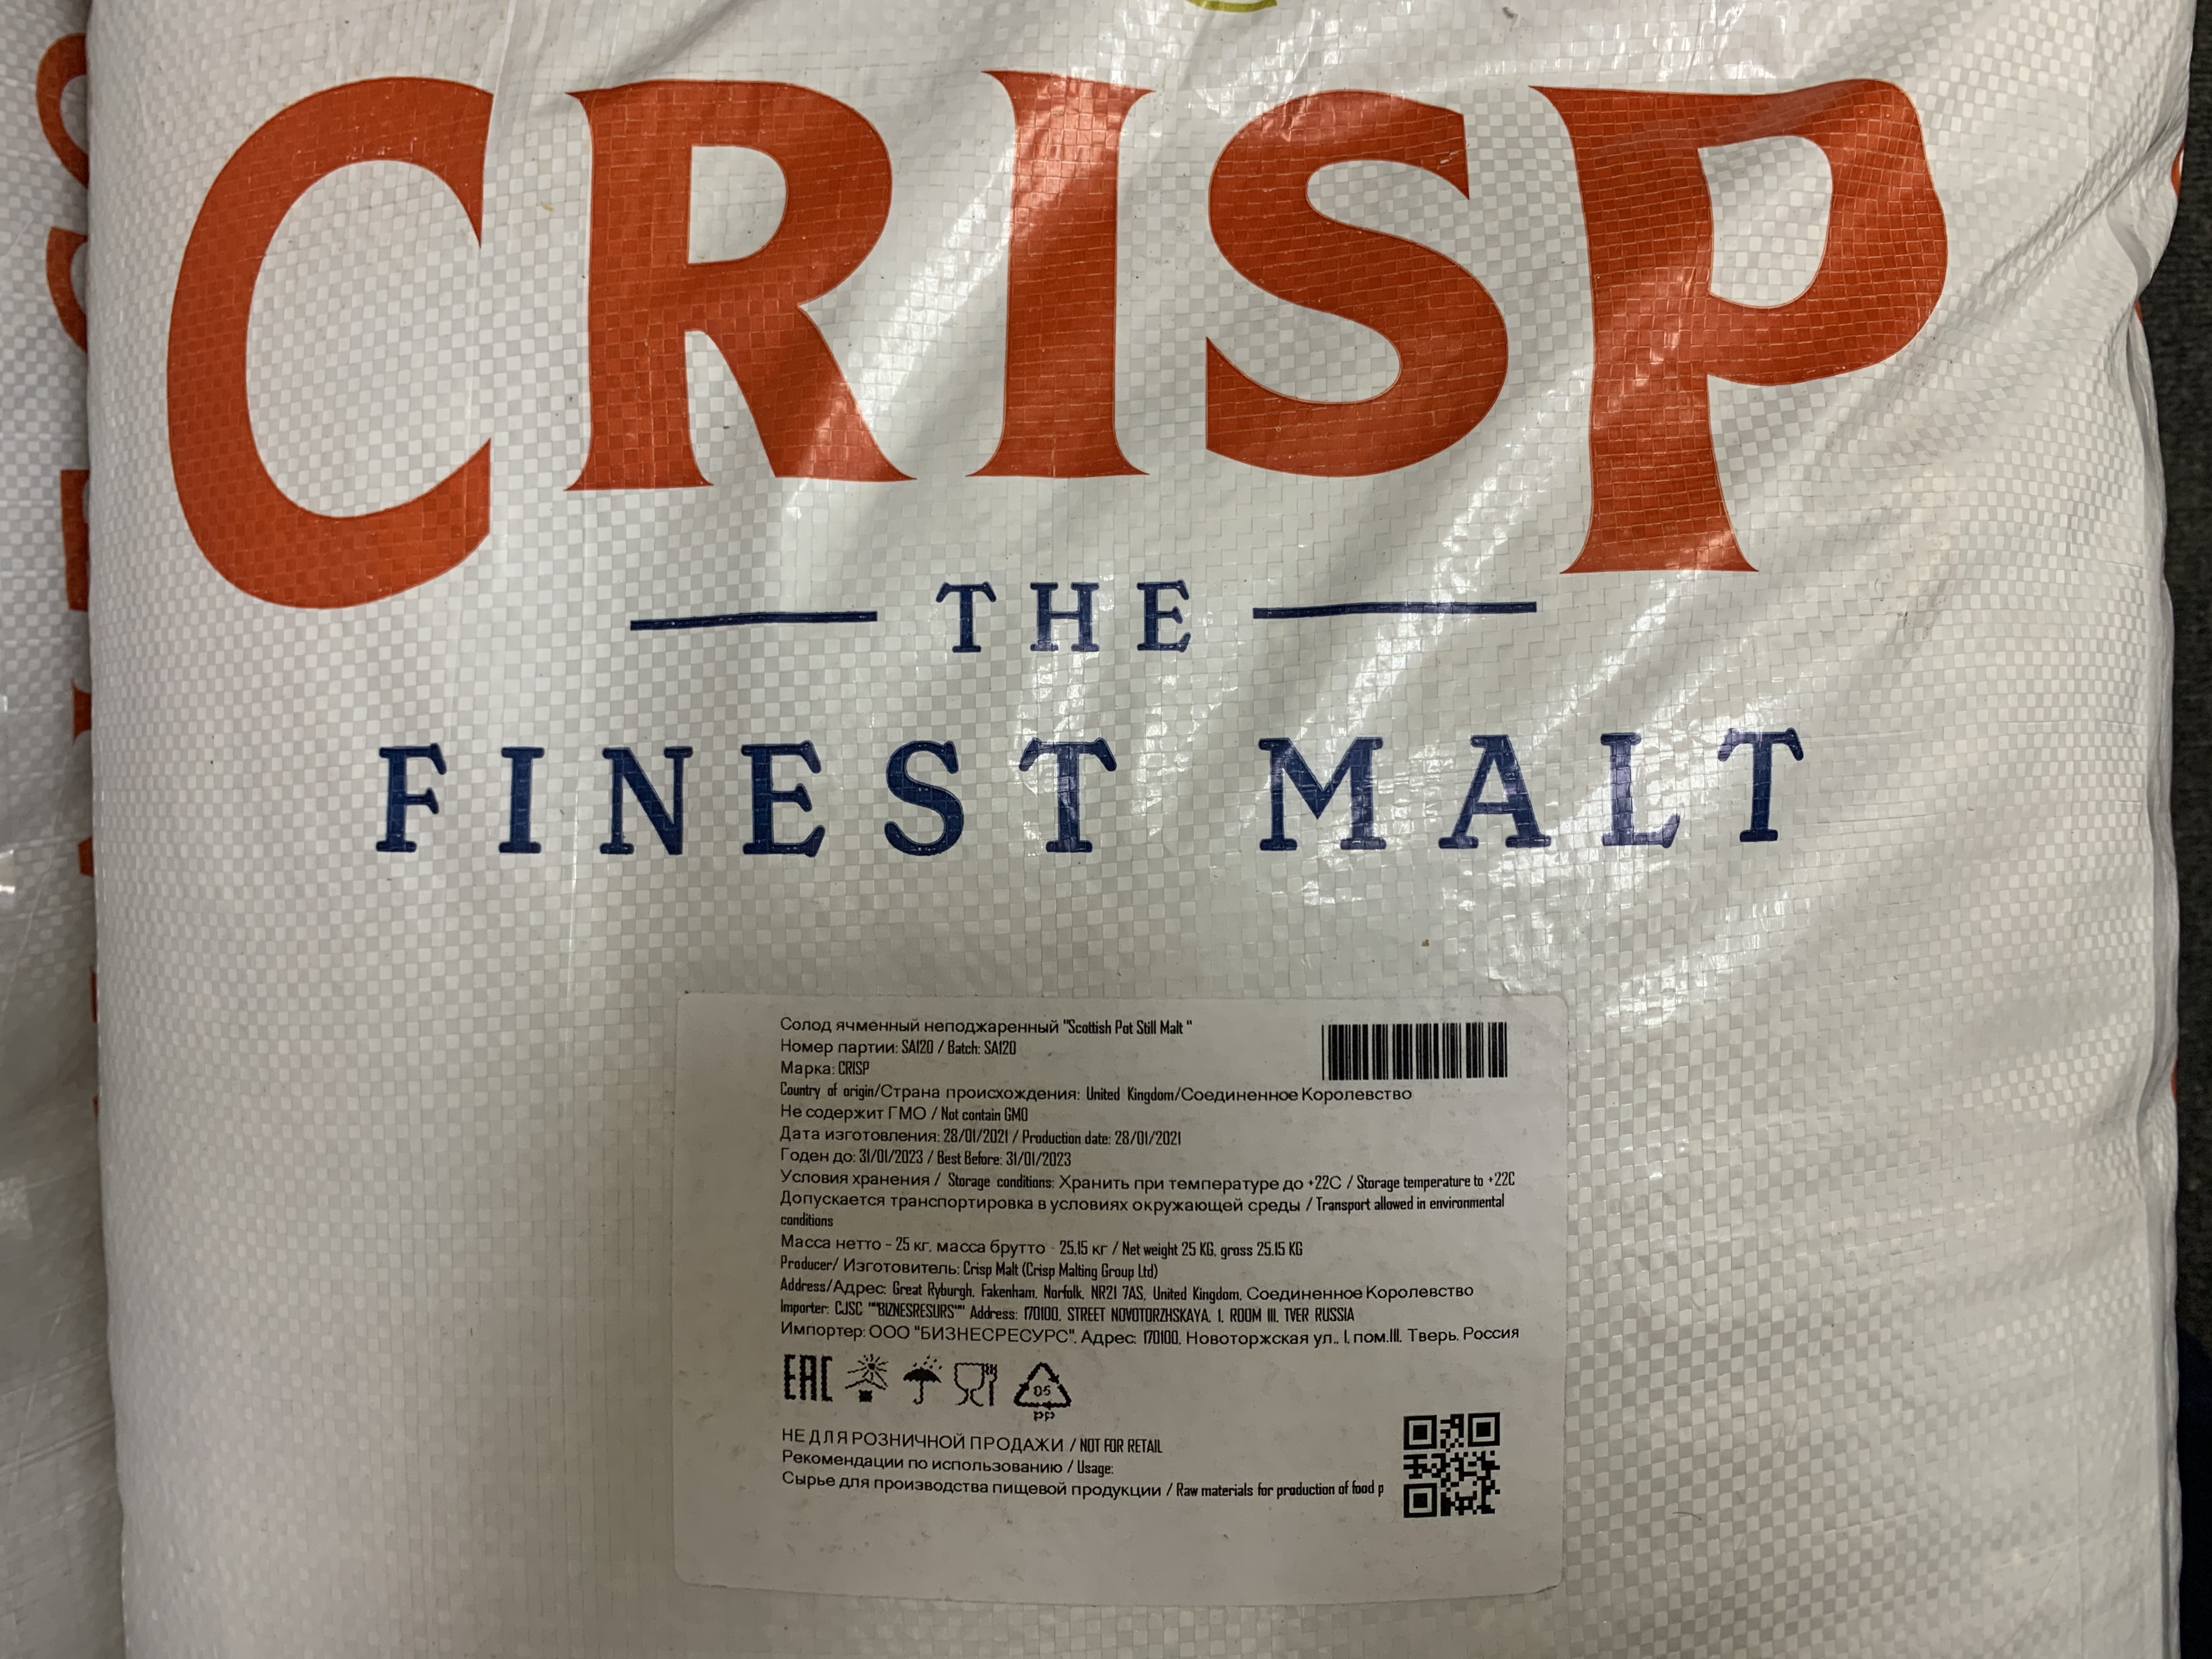 CRISP
THE
FINEST MALT
Солод ячменный неподжаренный "Scottish Pot Still Malt "
Номер партии: SA120 / Batch: SA120
Марка: CRISP
Country of origin/Страна происхождения: United Kingdom/Соединенное Королевство
Не содержит ГМО / Not contain GMO
Дата изготовления: 28/01/2021 / Production date: 28/01/2021
Годен до: 31/01/2023 / Best Before: 31/01/2023
Условия хранения / Storage conditions: Хранить при температуре до +22C / Storage temperature to +22C
Допускается транспортировка в условиях окружающей среды / Transport allowed in environmental
conditions
Масса нетто - 25 кг, масса брутто - 25.15 кг / Net weight 25 KG, gross 25.15 KG
Producer/ Изготовитель: Crisp Malt (Crisp Malting Group Ltd)
Address/Адрес: Great Ryburgh, Fakenham, Norfolk, NR21 7AS, United Kingdom, Соединенное Королевство
Importer: CJSC ""BIZNESRESURS"" Address: 170100, STREET NOVOTORZHSKAYA, 1, ROOM III, TVER RUSSIA
Импортер: ООО "БИЗНЕСРЕСУРС". Адрес: 170100, Новоторжская ул., 1, пом.III. Тверь. Россия
EAC
05
PP
НЕ ДЛЯ РОЗНИЧНОЙ ПРОДАЖИ / NOT FOR RETAIL
Рекомендации по использованию / Usage:
Сырье для производства пищевой продукции / Raw materials for production of food p